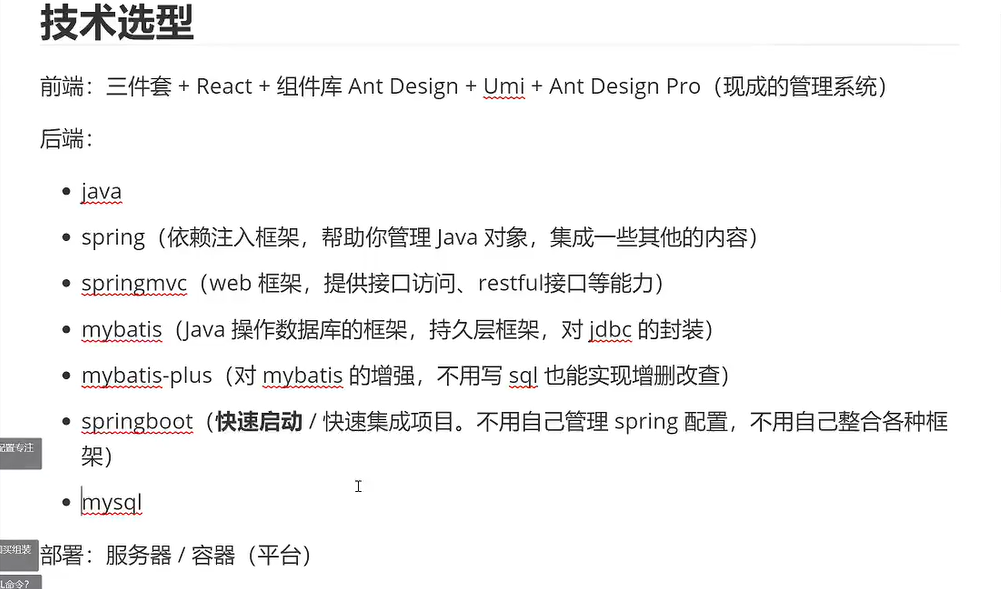 技术选型
前端：三件套 + React + 组件库 Ant Design + Umi + Ant Design Pro（现成的管理系统）
后端：
java
spring（依赖注入框架，帮助你管理 Java 对象，集成一些其他的内容）
springmvc（web 框架，提供接口访问、restful接口等能力）
mybatis（Java 操作数据库的框架，持久层框架，对 jdbc 的封装）
mybatis-plus（对 mybatis 的增强，不用写 sql 也能实现增删改查）
springboot（快速启动 / 快速集成项目。不用自己管理 spring 配置，不用自己整合各种框
架）
配置专注
mysql
买组装
部署：服务器 / 容器（平台）
L命令?